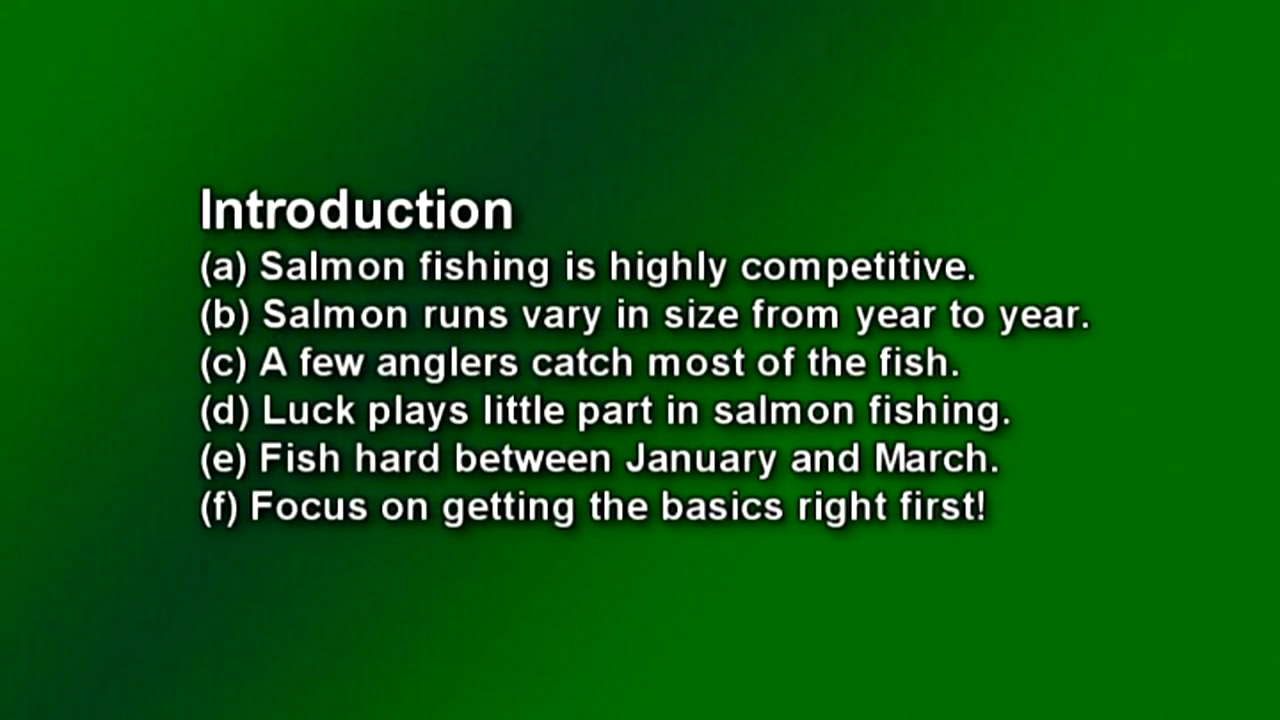 Introduction
(a) Salmon fishing is highly competitive.
(b) Salmon runs vary in size from year to year.
(c) A few anglers catch most of the fish.
(d) Luck plays little part in salmon fishing.
(e) Fish hard between January and March.
(f) Focus on getting the basics right first!